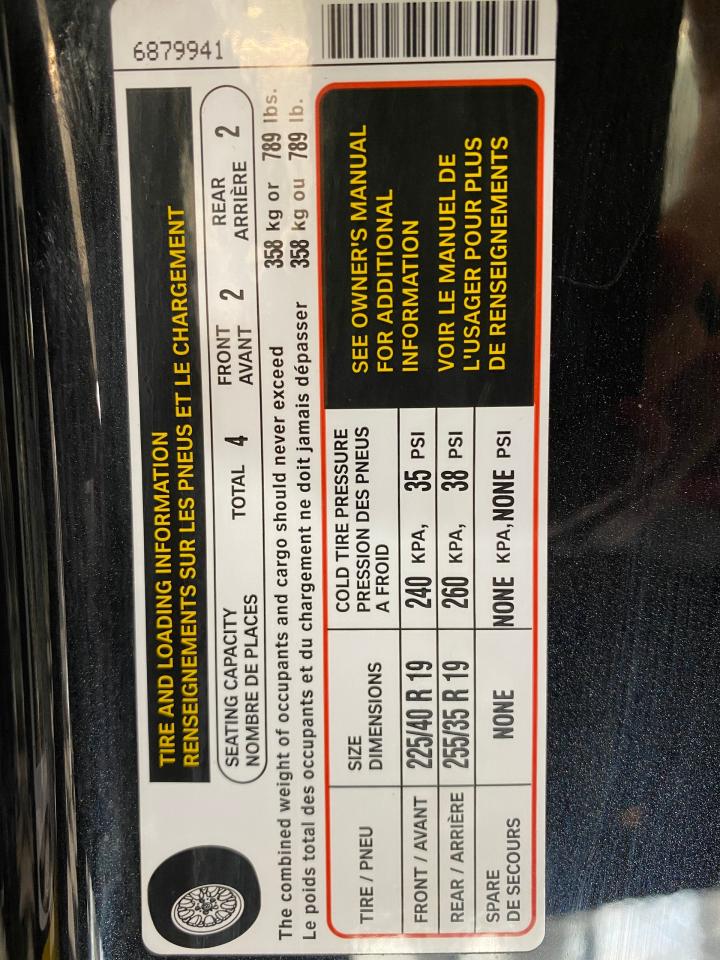 6879941
TIRE AND LOADING INFORMATION
RENSEIGNEMENTS SUR LES PNEUS ET LE CHARGEMENT
SEATING CAPACITY
NOMBRE DE PLACES
TOTAL 4
FRONT
AVANT 2
REAR
ARRIÈRE 2
The combined weight of occupants and cargo should never exceed 358 kg or 789 lbs.
Le poids total des occupants et du chargement ne doit jamais dépasser 358 kg ou 789 lb.
TIRE / PNEU
SIZE
DIMENSIONS
COLD TIRE PRESSURE
PRESSION DES PNEUS
A FROID
FRONT / AVANT 225/40 R 19 240 KPA, 35 PSI
REAR / ARRIÈRE 255/35 R 19 260 KPA, 38 PSI
SPARE
DE SECOURS NONE NONE KPA, NONE PSI
SEE OWNER'S MANUAL
FOR ADDITIONAL
INFORMATION
VOIR LE MANUEL DE
L'USAGER POUR PLUS
DE RENSEIGNEMENTS